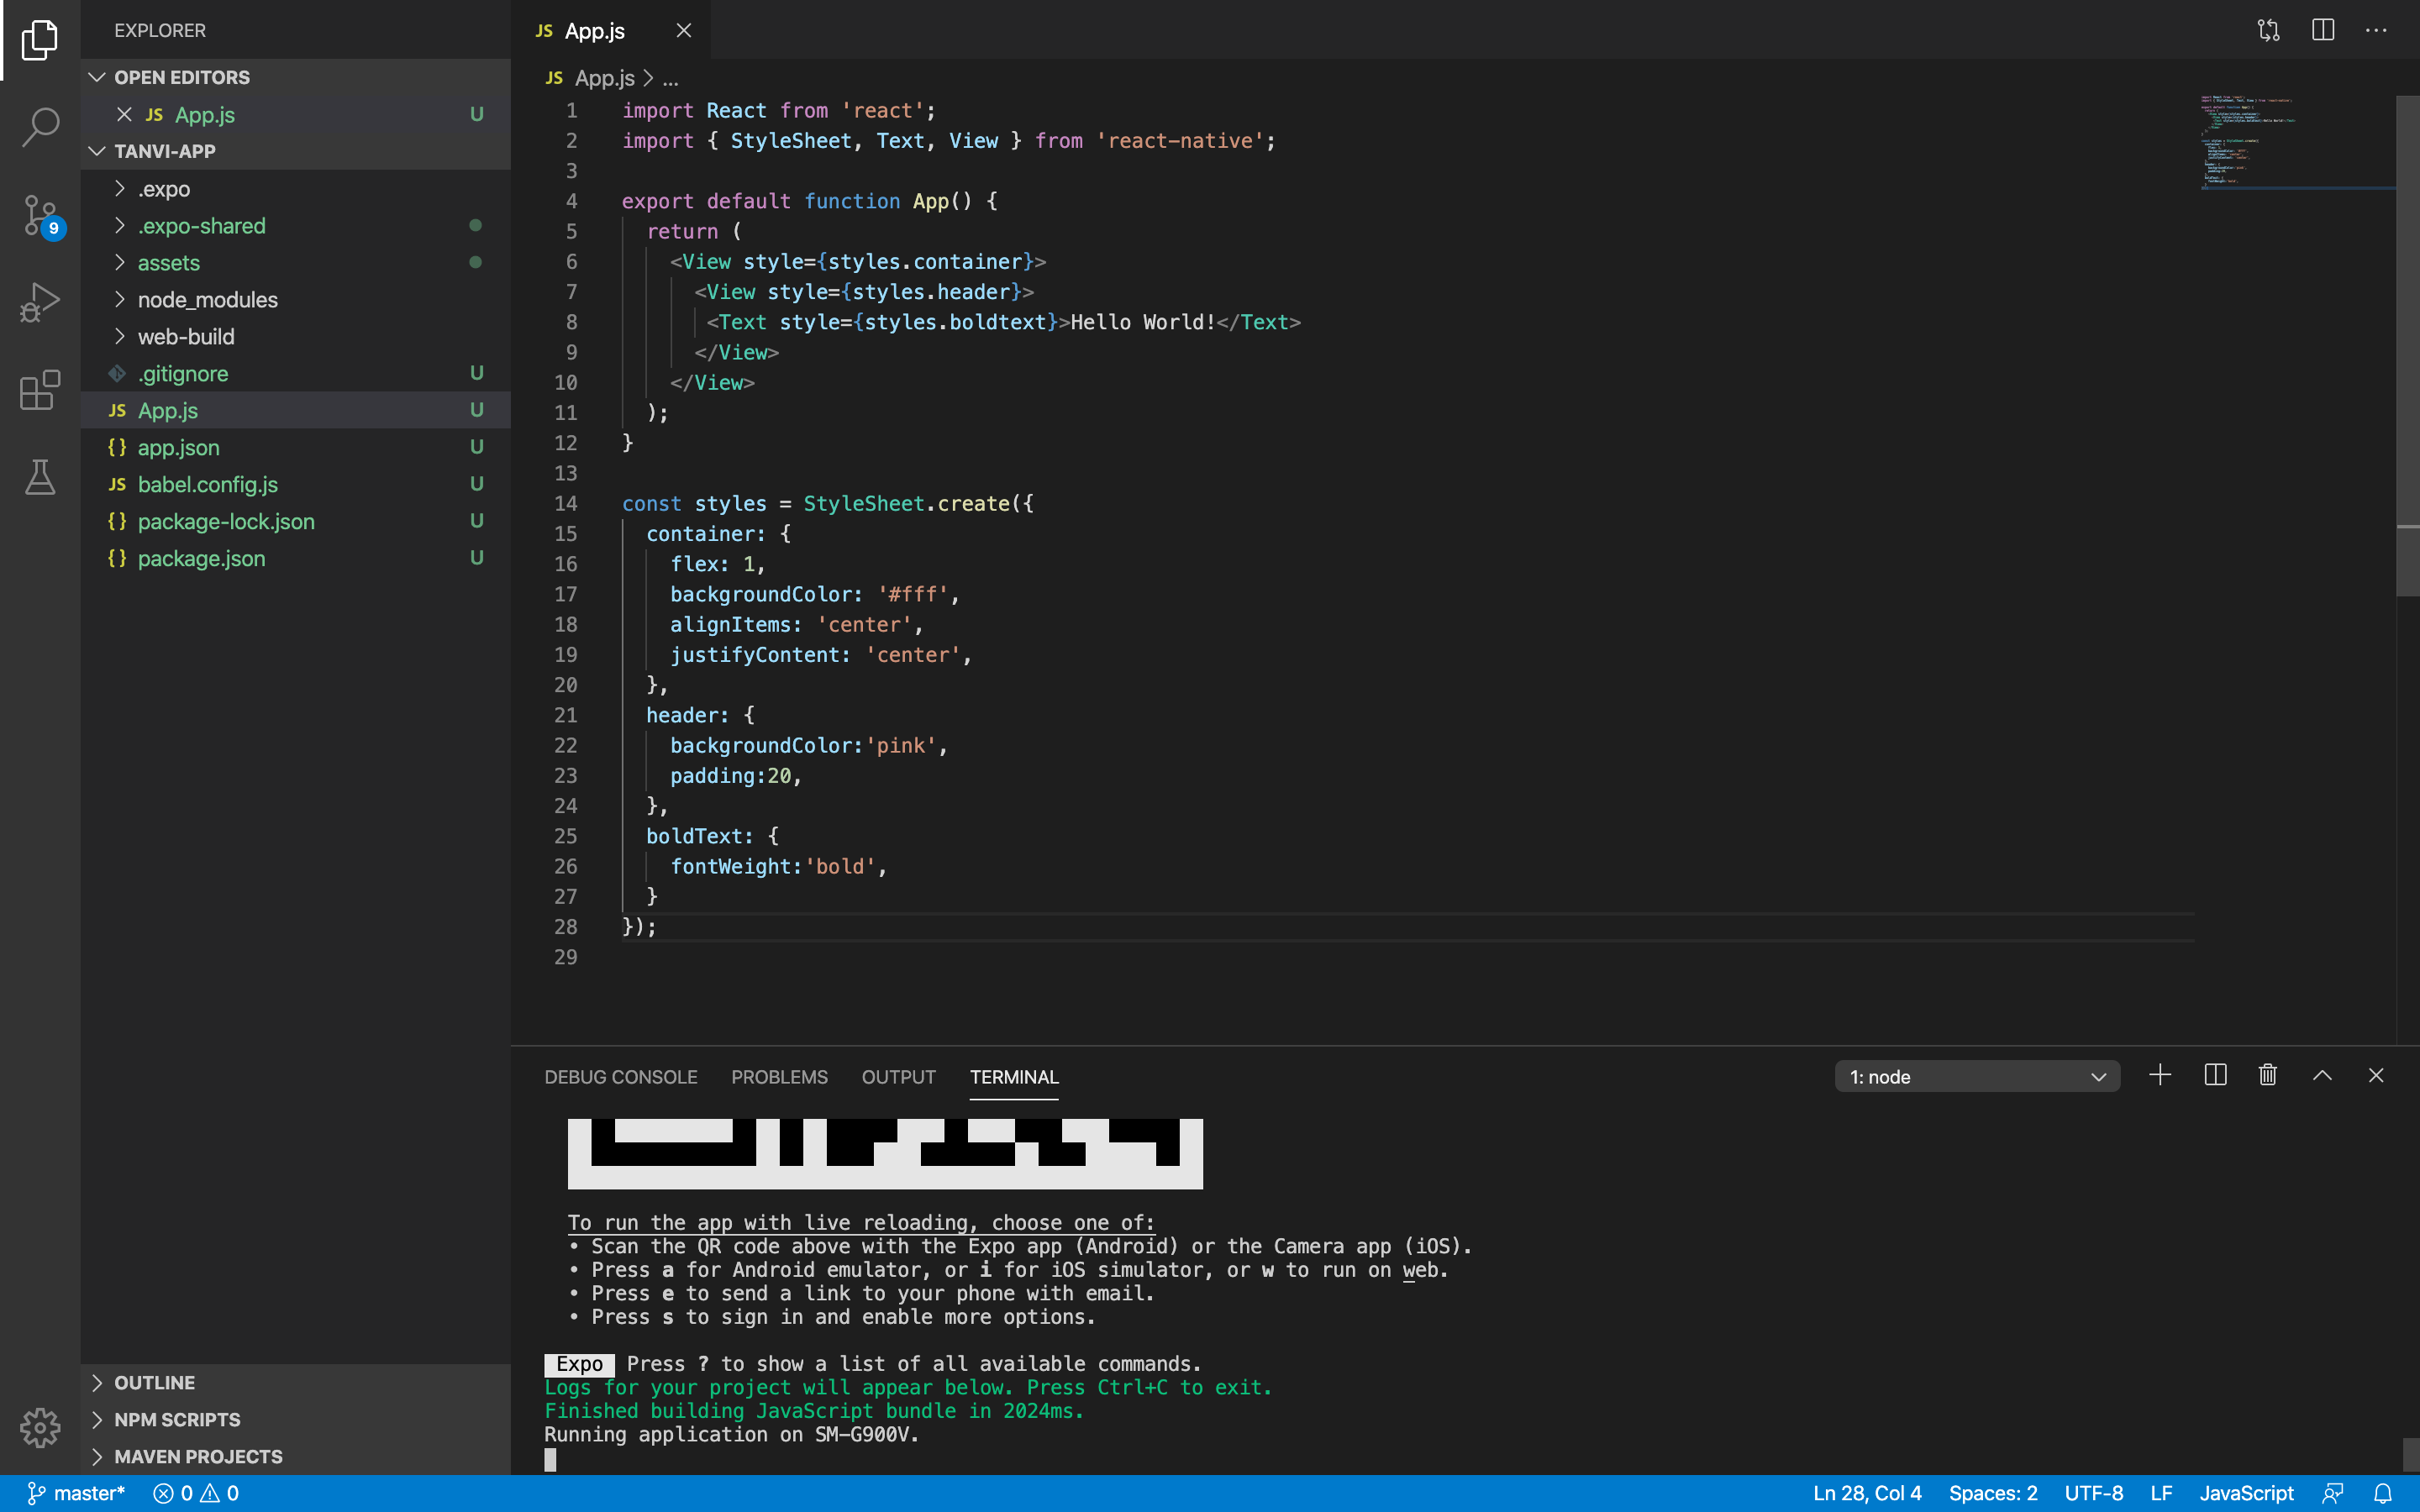 EXPLORER
OPEN EDITORS
JS App.js U
TANVI-APP
.expo
.expo-shared
assets
node_modules
web-build
.gitignore U
JS App.js U
{} app.json U
JS babel.config.js U
{} package-lock.json U
{} package.json U
OUTLINE
NPM SCRIPTS
MAVEN PROJECTS
9
JS App.js
JS App.js > ...
1 import React from 'react';
2 import { StyleSheet, Text, View } from 'react-native';
3
4 export default function App() {
5 return (
6 <View style={styles.container}>
7 <View style={styles.header}>
8 <Text style={styles.boldtext}>Hello World!</Text>
9 </View>
10 </View>
11 );
12 }
13
14 const styles = StyleSheet.create({
15 container: {
16 flex: 1,
17 backgroundColor: '#fff',
18 alignItems: 'center',
19 justifyContent: 'center',
20 },
21 header: {
22 backgroundColor:'pink',
23 padding:20,
24 },
25 boldText: {
26 fontWeight:'bold',
27 }
28 });
29
DEBUG CONSOLE PROBLEMS OUTPUT TERMINAL 1: node
To run the app with live reloading, choose one of:
• Scan the QR code above with the Expo app (Android) or the Camera app (iOS).
• Press a for Android emulator, or i for iOS simulator, or w to run on web.
• Press e to send a link to your phone with email.
• Press s to sign in and enable more options.
Expo Press ? to show a list of all available commands.
Logs for your project will appear below. Press Ctrl+C to exit.
Finished building JavaScript bundle in 2024ms.
Running application on SM-G900V.
master* 0 0 Ln 28, Col 4 Spaces: 2 UTF-8 LF JavaScript